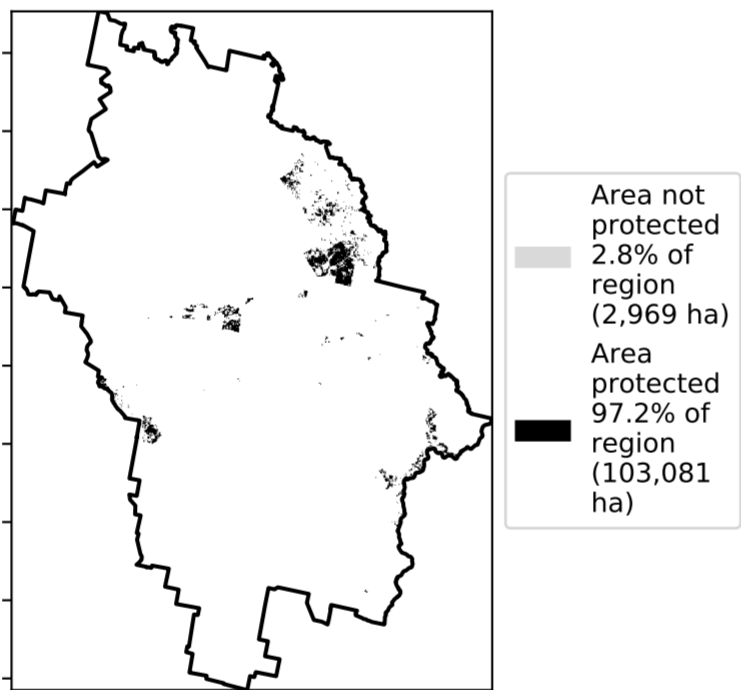 Area not
protected
2.8% of
region
(2,969 ha)
Area
protected
97.2% of
region
(103,081
ha)